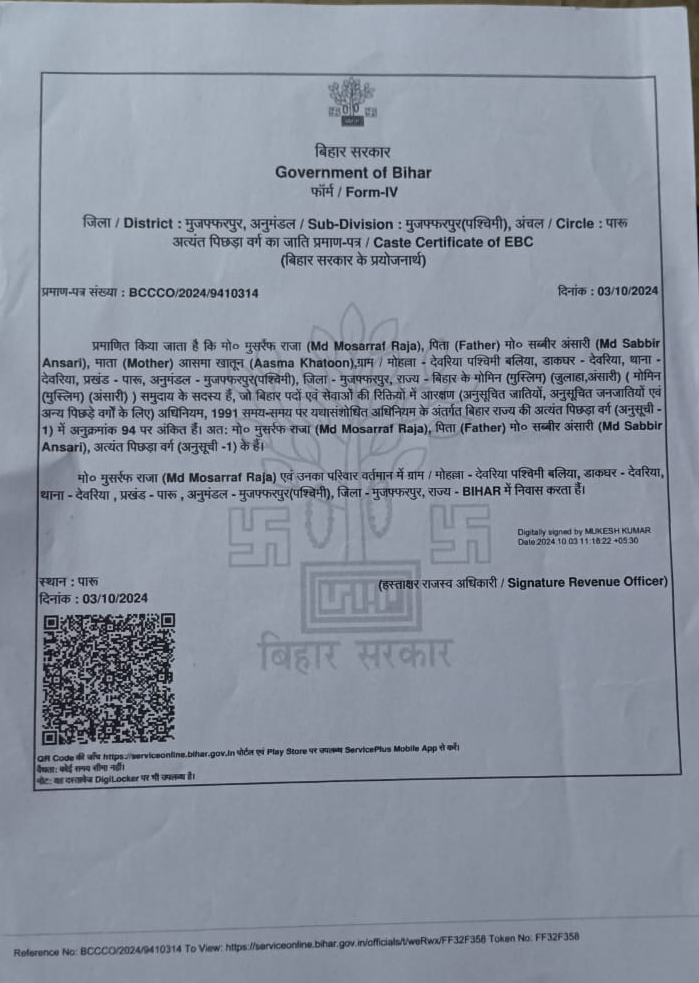 बिहार सरकार
Government of Bihar
फॉर्म / Form-IV
जिला / District : मुजफ्फरपुर, अनुमंडल / Sub-Division : मुजफ्फरपुर(पश्चिमी), अंचल / Circle : पारू
अत्यंत पिछड़ा वर्ग का जाति प्रमाण-पत्र / Caste Certificate of EBC
(बिहार सरकार के प्रयोजनार्थ)
प्रमाण-पत्र संख्या : BCCCO/2024/9410314 दिनांक : 03/10/2024
प्रमाणित किया जाता है कि मो० मुसर्रफ राजा (Md Mosarraf Raja), पिता (Father) मो० सब्बीर अंसारी (Md Sabbir
Ansari), माता (Mother) आसमा खातून (Aasma Khatoon),ग्राम / मोहल्ला - देवरिया पश्चिमी बलिया, डाकघर - देवरिया, थाना -
देवरिया, प्रखंड - पारू, अनुमंडल - मुजफ्फरपुर(पश्चिमी), जिला - मुजफ्फरपुर, राज्य - बिहार के मोमिन (मुस्लिम) (जुलाहा,अंसारी) ( मोमिन
(मुस्लिम) (अंसारी) ) समुदाय के सदस्य हैं, जो बिहार पदों एवं सेवाओं की रिक्तियों में आरक्षण (अनुसूचित जातियों, अनुसूचित जनजातियों एवं
अन्य पिछड़े वर्गों के लिए) अधिनियम, 1991 समय-समय पर यथासंशोधित अधिनियम के अंतर्गत बिहार राज्य की अत्यंत पिछड़ा वर्ग (अनुसूची -
1) में अनुक्रमांक 94 पर अंकित हैं। अत: मो० मुसर्रफ राजा (Md Mosarraf Raja), पिता (Father) मो० सब्बीर अंसारी (Md Sabbir
Ansari), अत्यंत पिछड़ा वर्ग (अनुसूची -1) के हैं।
मो० मुसर्रफ राजा (Md Mosarraf Raja) एवं उनका परिवार वर्तमान में ग्राम / मोहल्ला - देवरिया पश्चिमी बलिया, डाकघर - देवरिया,
थाना - देवरिया , प्रखंड - पारू , अनुमंडल - मुजफ्फरपुर(पश्चिमी), जिला - मुजफ्फरपुर, राज्य - BIHAR में निवास करता हैं।
Digitally signed by MUKESH KUMAR
Date:2024.10.03 11:16:22 +05:30
स्थान : पारू
(हस्ताक्षर राजस्व अधिकारी / Signature Revenue Officer)
दिनांक : 03/10/2024
बिहार सरकार
QR Code की जाँच https://serviceonline.bihar.gov.in पोर्टल एवं Play Store पर उपलब्ध ServicePlus Mobile App से करें।
वैधता: कोई समय सीमा नहीं।
नोट: यह दस्तावेज DigiLocker पर भी उपलब्ध है।
Reference No: BCCCO/2024/9410314 To View: https://serviceonline.bihar.gov.in/officials/t/weRwx/FF32F358 Token No: FF32F358